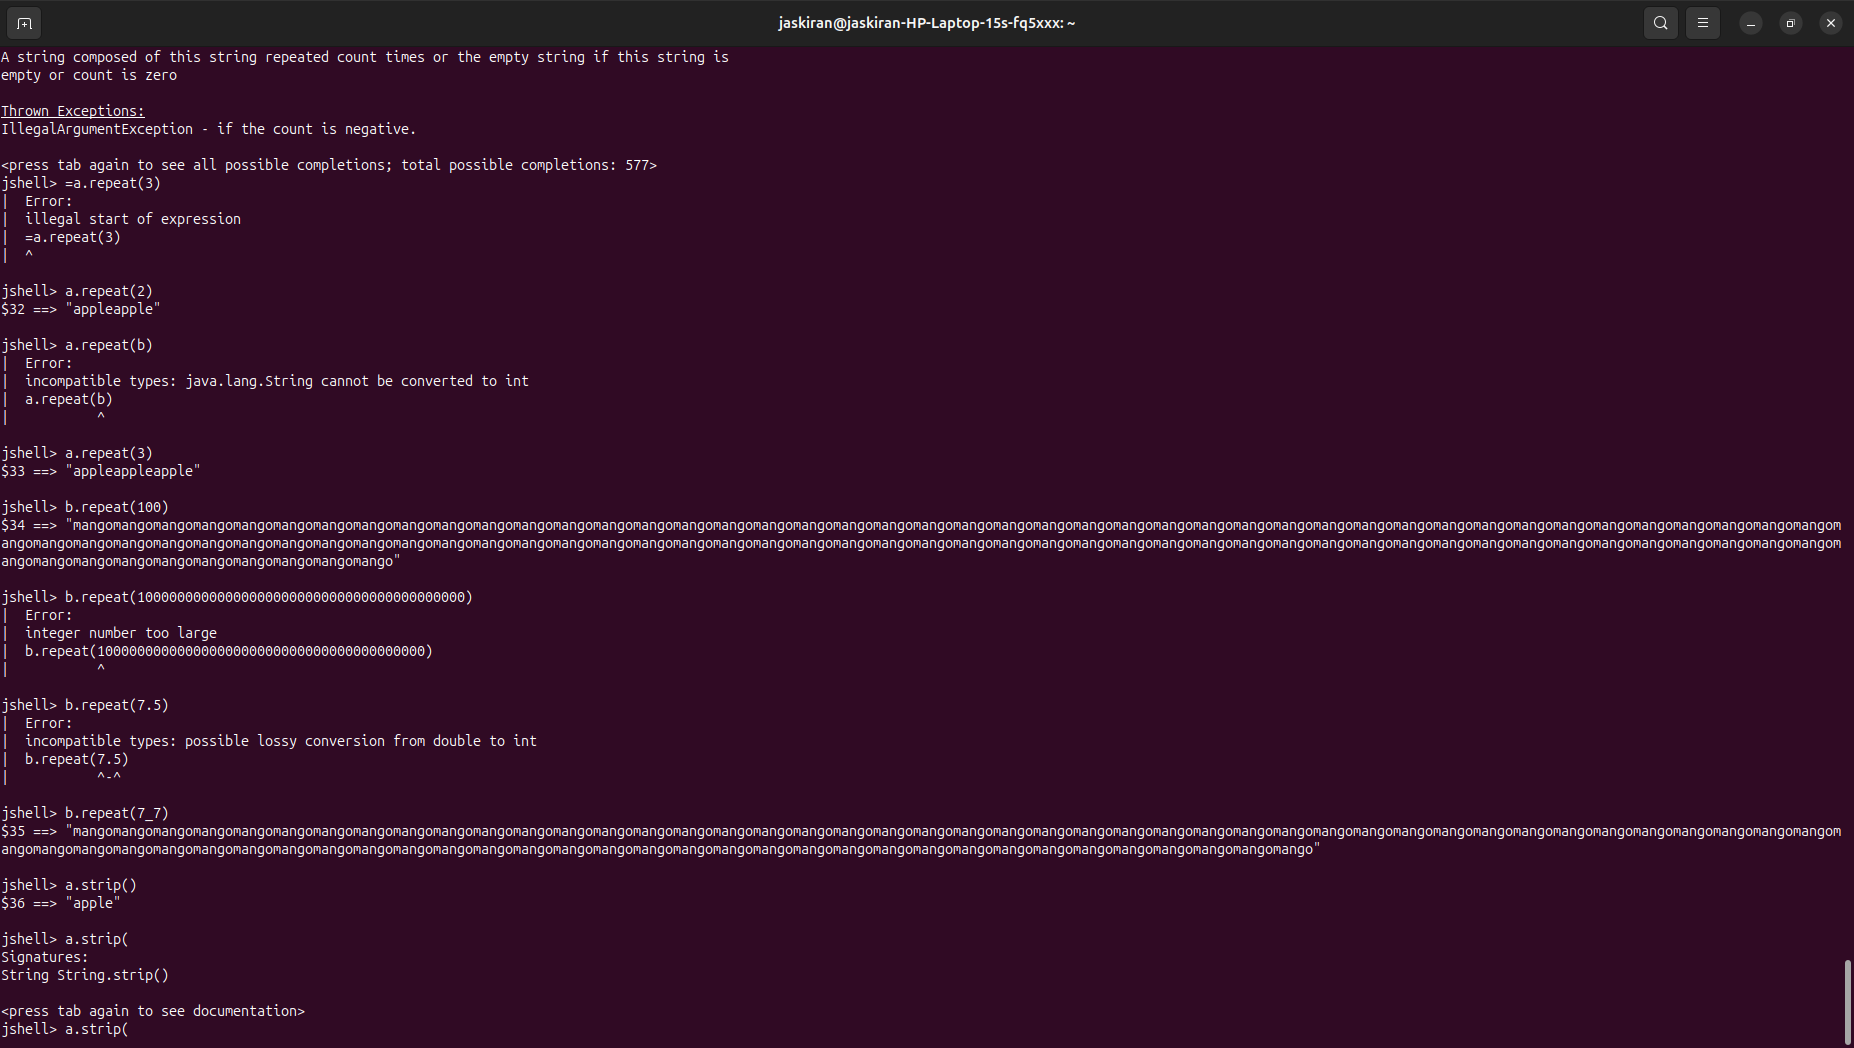 jaskiran@jaskiran-HP-Laptop-15s-fq5xxx: ~
A string composed of this string repeated count times or the empty string if this string is
empty or count is zero
Thrown Exceptions:
IllegalArgumentException - if the count is negative.
<press tab again to see all possible completions; total possible completions: 577>
jshell> =a.repeat(3)
|  Error:
|  illegal start of expression
|  =a.repeat(3)
|  ^
jshell> a.repeat(2)
$32 ==> "appleapple"
jshell> a.repeat(b)
|  Error:
|  incompatible types: java.lang.String cannot be converted to int
|  a.repeat(b)
|           ^
jshell> a.repeat(3)
$33 ==> "appleappleapple"
jshell> b.repeat(100)
$34 ==> "mangomangomangomangomangomangomangomangomangomangomangomangomangomangomangomangomangomangomangomangomangomangomangomangomangomangomangomangomangomangomangomangomangomangomangomangomangomangomangomangomangomangomangomangom
angomangomangomangomangomangomangomangomangomangomangomangomangomangomangomangomangomangomangomangomangomangomangomangomangomangomangomangomangomangomangomangomangomangomangomangomangomangomangomangomangomangomangomangomangomangom
angomangomangomangomangomangomangomangomangomango"
jshell> b.repeat(10000000000000000000000000000000000000000)
|  Error:
|  integer number too large
|  b.repeat(10000000000000000000000000000000000000000)
|           ^
jshell> b.repeat(7.5)
|  Error:
|  incompatible types: possible lossy conversion from double to int
|  b.repeat(7.5)
|           ^-^
jshell> b.repeat(7_7)
$35 ==> "mangomangomangomangomangomangomangomangomangomangomangomangomangomangomangomangomangomangomangomangomangomangomangomangomangomangomangomangomangomangomangomangomangomangomangomangomangomangomangomangomangomangomangomangom
angomangomangomangomangomangomangomangomangomangomangomangomangomangomangomangomangomangomangomangomangomangomangomangomangomangomangomangomangomangomangomangomango"
jshell> a.strip()
$36 ==> "apple"
jshell> a.strip(
Signatures:
String String.strip()
<press tab again to see documentation>
jshell> a.strip(